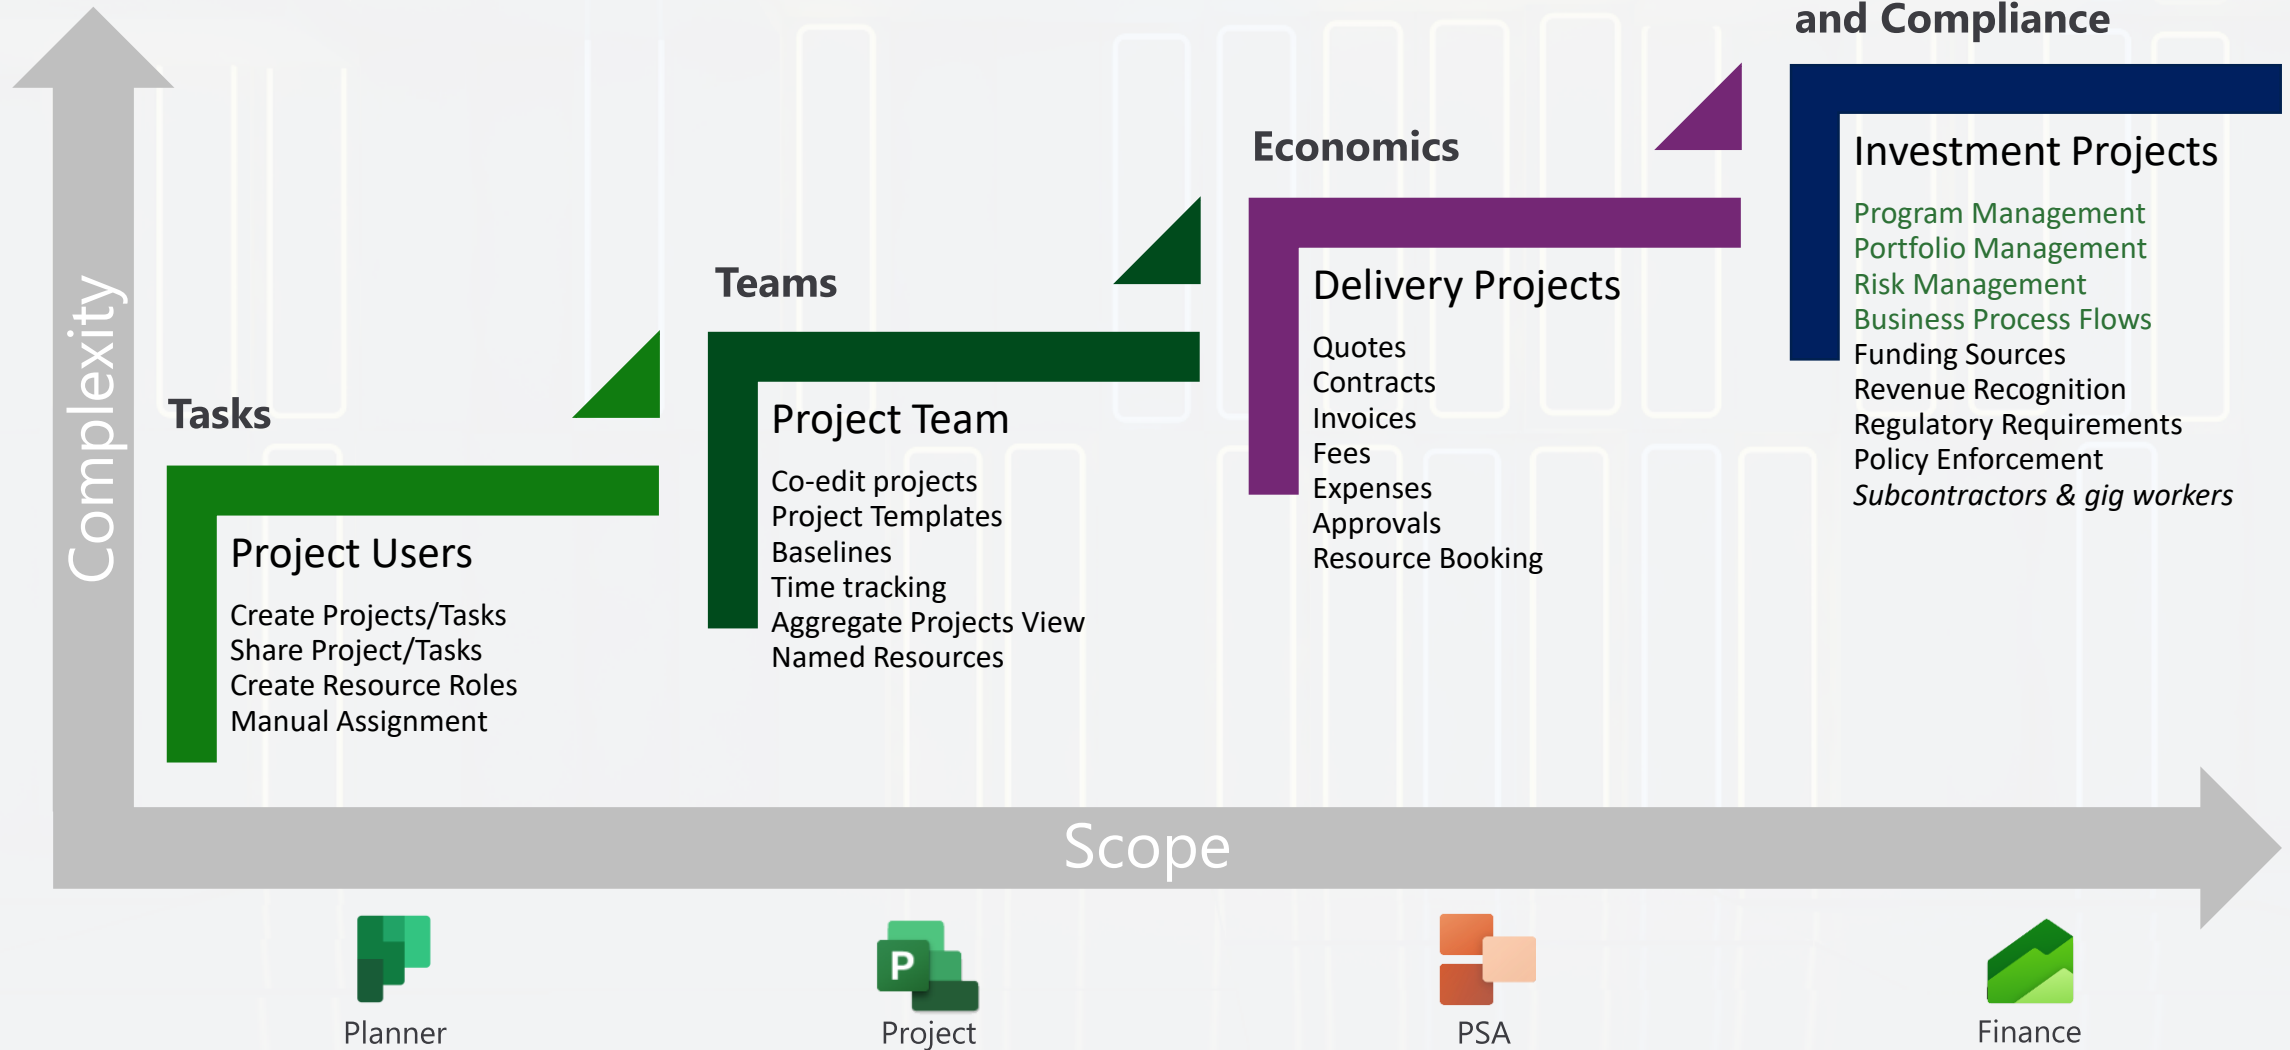 Complexity
Tasks
Project Users
Create Projects/Tasks
Share Project/Tasks
Create Resource Roles
Manual Assignment
Teams
Project Team
Co-edit projects
Project Templates
Baselines
Time tracking
Aggregate Projects View
Named Resources
Economics
Delivery Projects
Quotes
Contracts
Invoices
Fees
Expenses
Approvals
Resource Booking
and Compliance
Investment Projects
Program Management
Portfolio Management
Risk Management
Business Process Flows
Funding Sources
Revenue Recognition
Regulatory Requirements
Policy Enforcement
Subcontractors & gig workers
Scope
Planner
P
Project
PSA
Finance